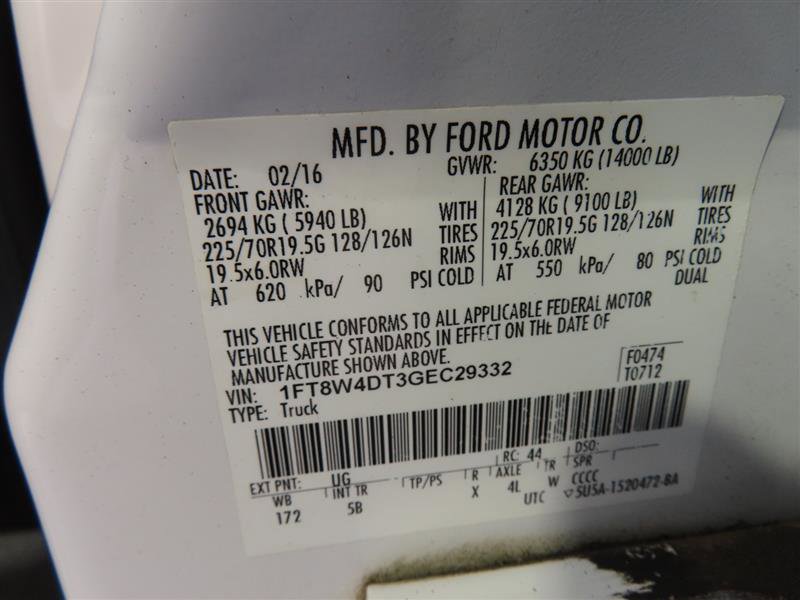 MFD. BY FORD MOTOR CO.
DATE: 02/16 GVWR: 6350 KG (14000 LB)
FRONT GAWR: REAR GAWR:
2694 KG ( 5940 LB) WITH 4128 KG ( 9100 LB) WITH
225/70R19.5G 128/126N TIRES 225/70R19.5G 128/126N TIRES
19.5x6.0RW RIMS 19.5x6.0RW RIMS
AT 620 kPa/ 90 PSI COLD AT 550 kPa/ 80 PSI COLD
DUAL
THIS VEHICLE CONFORMS TO ALL APPLICABLE FEDERAL MOTOR
VEHICLE SAFETY STANDARDS IN EFFECT ON THE DATE OF
MANUFACTURE SHOWN ABOVE.
VIN: 1FT8W4DT3GEC29332 F0474
TYPE: Truck T0712
EXT PNT: UG RC: 44 DSO:
WB INT TR TP/PS R AXLE TR SPR
172 5B X 4L W CCCC
UTC ▽5U5A-1520472-BA